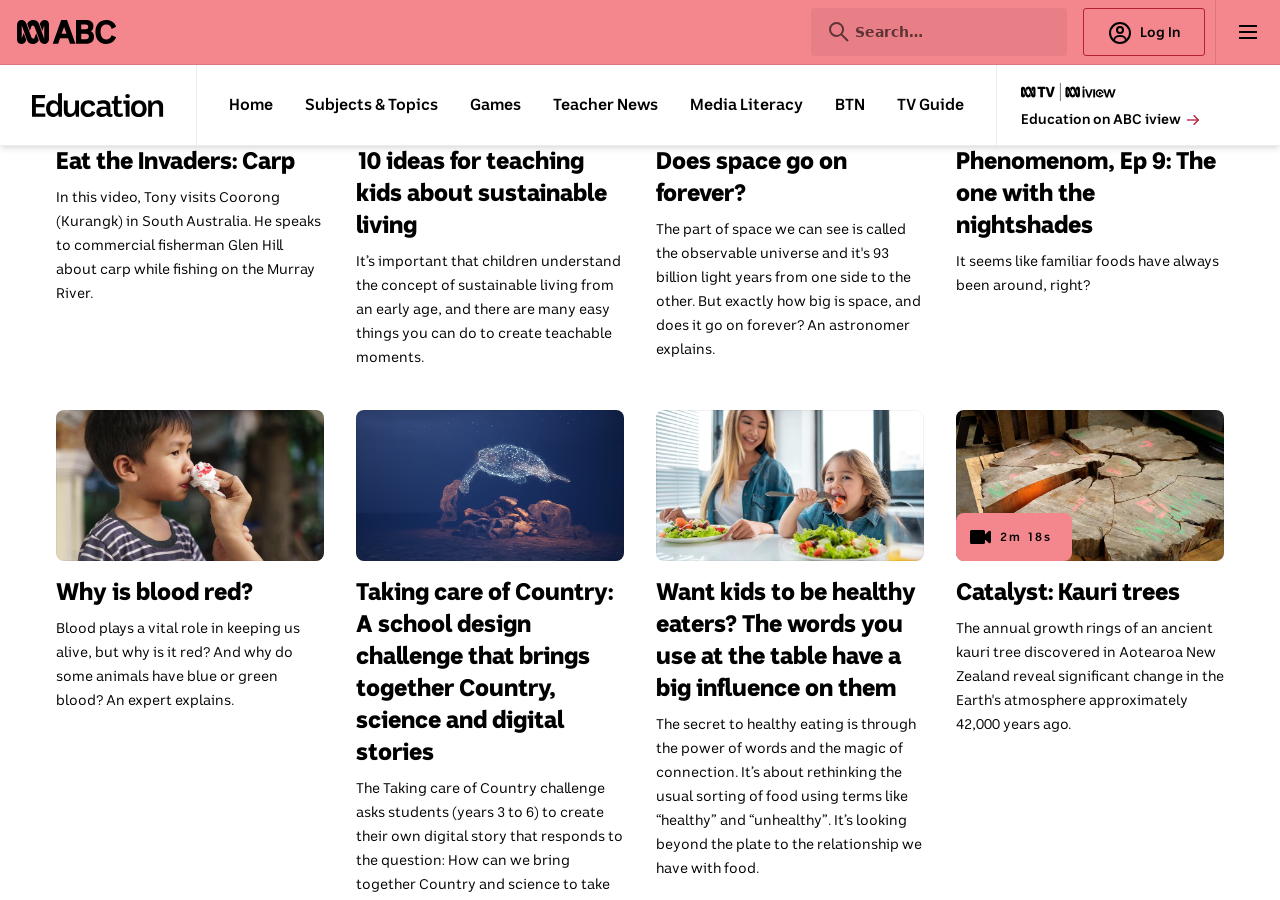 ABC
Search...
Log In
Education
Home
Subjects & Topics
Games
Teacher News
Media Literacy
BTN
TV Guide
TV
iview
Education on ABC iview
Eat the Invaders: Carp
In this video, Tony visits Coorong
(Kurangk) in South Australia. He speaks
to commercial fisherman Glen Hill
about carp while fishing on the Murray
River.
10 ideas for teaching
kids about sustainable
living
It’s important that children understand
the concept of sustainable living from
an early age, and there are many easy
things you can do to create teachable
moments.
Does space go on
forever?
The part of space we can see is called
the observable universe and it's 93
billion light years from one side to the
other. But exactly how big is space, and
does it go on forever? An astronomer
explains.
Phenomenom, Ep 9: The
one with the
nightshades
It seems like familiar foods have always
been around, right?
Why is blood red?
Blood plays a vital role in keeping us
alive, but why is it red? And why do
some animals have blue or green
blood? An expert explains.
Taking care of Country:
A school design
challenge that brings
together Country,
science and digital
stories
The Taking care of Country challenge
asks students (years 3 to 6) to create
their own digital story that responds to
the question: How can we bring
together Country and science to take
Want kids to be healthy
eaters? The words you
use at the table have a
big influence on them
The secret to healthy eating is through
the power of words and the magic of
connection. It’s about rethinking the
usual sorting of food using terms like
“healthy” and “unhealthy”. It’s looking
beyond the plate to the relationship we
have with food.
2m 18s
Catalyst: Kauri trees
The annual growth rings of an ancient
kauri tree discovered in Aotearoa New
Zealand reveal significant change in the
Earth's atmosphere approximately
42,000 years ago.